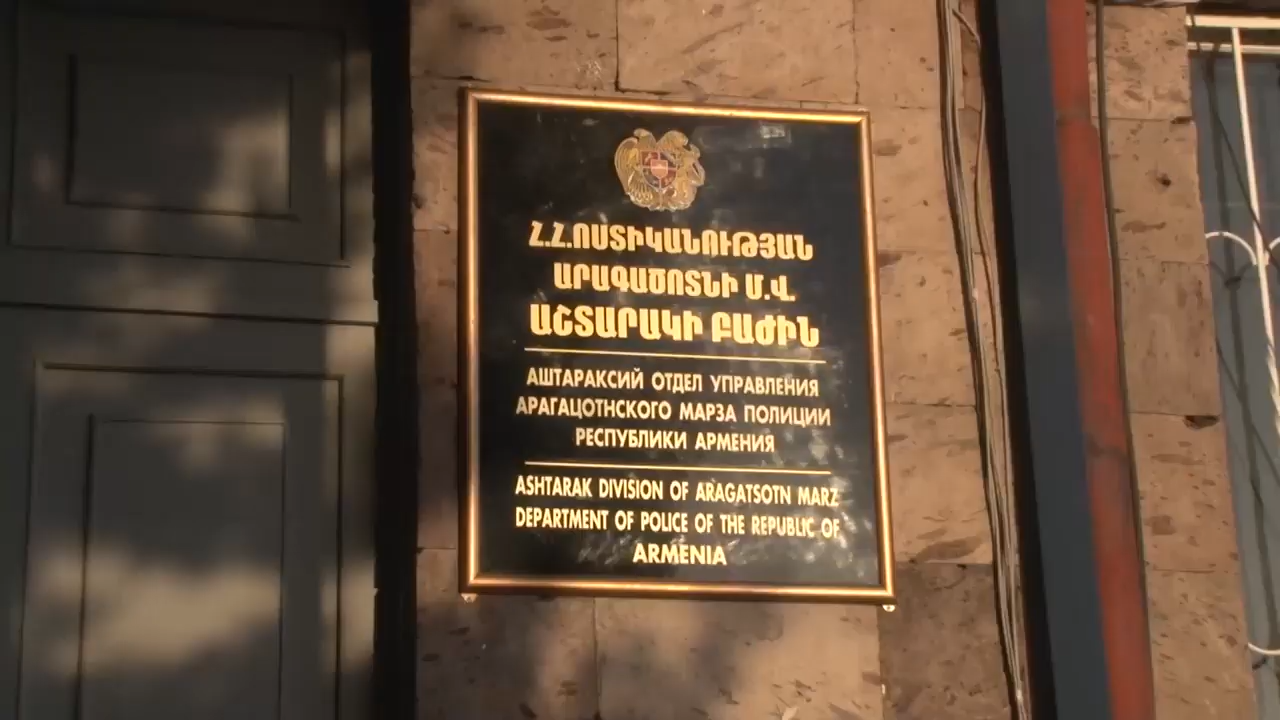 Հ.Հ.ՈՍՏԻԿԱՆՈՒԹՅԱՆ
ԱՐԱԳԱԾՈՏՆԻ Մ.Վ.
ԱՇՏԱՐԱԿԻ ԲԱԺԻՆ
АШТАРАКСИЙ ОТДЕЛ УПРАВЛЕНИЯ
АРАГАЦОТНСКОГО МАРЗА ПОЛИЦИИ
РЕСПУБЛИКИ АРМЕНИЯ
ASHTARAK DIVISION OF ARAGATSOTN MARZ
DEPARTMENT OF POLICE OF THE REPUBLIC OF
ARMENIA